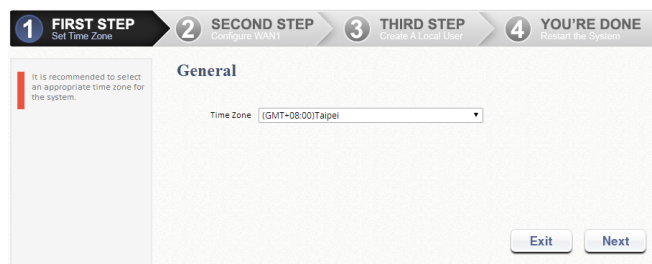 1 FIRST STEP
Set Time Zone
2 SECOND STEP
Configure WAN1
3 THIRD STEP
Create A Local User
4 YOU'RE DONE
Restart the System
It is recommended to select
an appropriate time zone for
the system.
General
Time Zone (GMT+08:00)Taipei
Exit Next